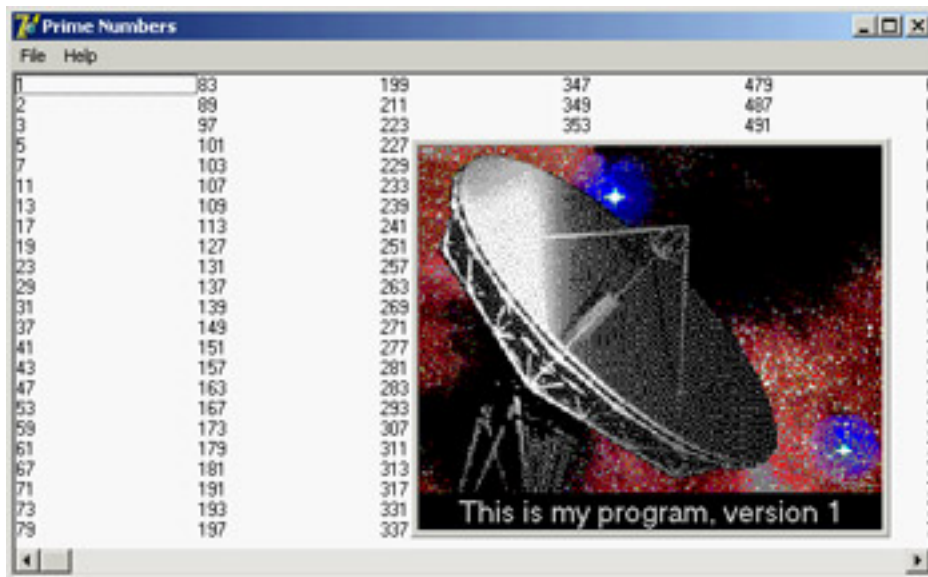 Prime Numbers
File Help
1 83 199 347 479
2 89 211 349 487
3 97 223 353 491
5 101 227
7 103 229
11 107 233
13 109 239
17 113 241
19 127 251
23 131 257
29 137 263
31 139 269
37 149 271
41 151 277
43 157 281
47 163 283
53 167 293
59 173 307
61 179 311
67 181 313
71 191 317
73 193 331
79 197 337
This is my program, version 1